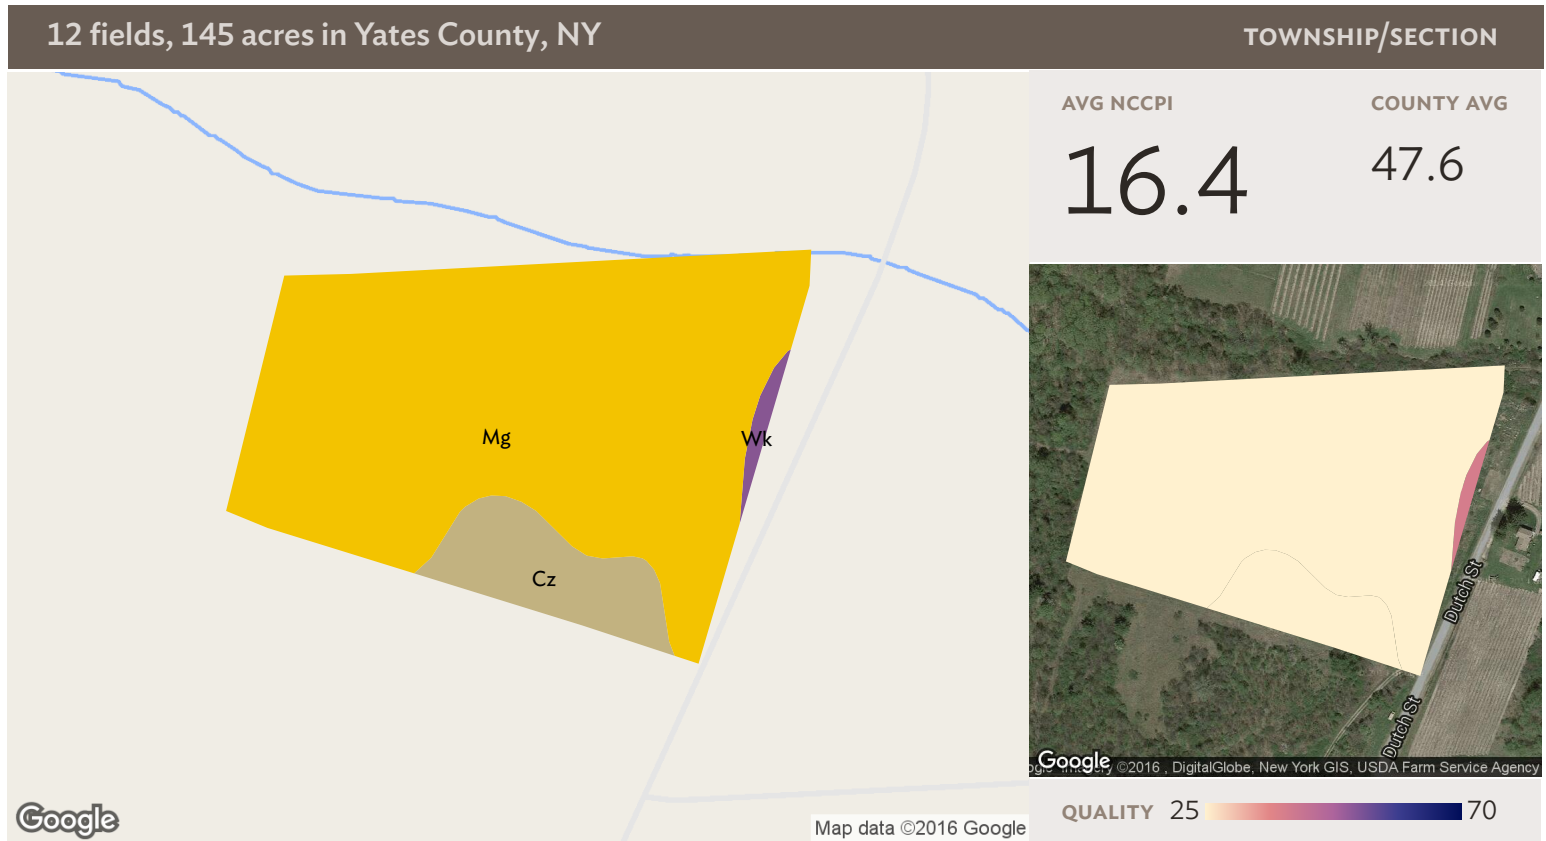 12 fields, 145 acres in Yates County, NY
TOWNSHIP/SECTION
AVG NCCPI
COUNTY AVG
16.4
47.6
Mg
Wk
Cz
Dutch St
Dutch St
Google
Imagery ©2016 , DigitalGlobe, New York GIS, USDA Farm Service Agency
Google
Map data ©2016 Google
QUALITY 25 70